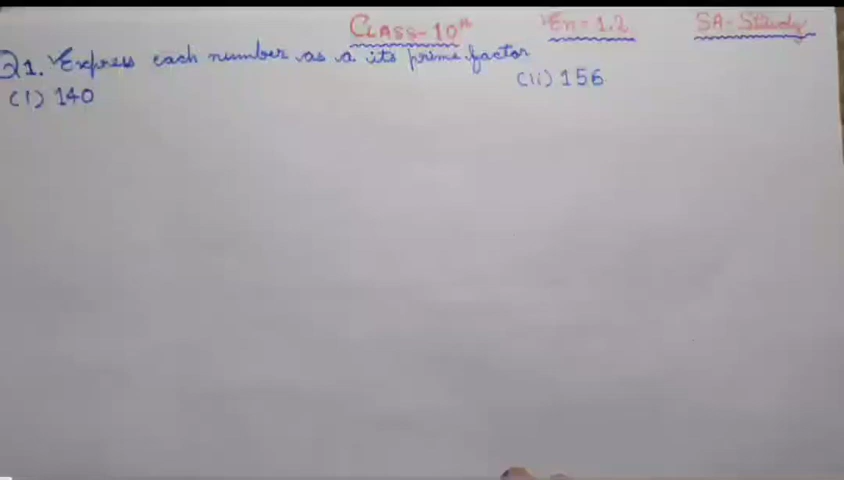 CLASS-10th Ex=1.2 SA-Study
Q1. Express each number as a its prime factor
(i) 140 (ii) 156